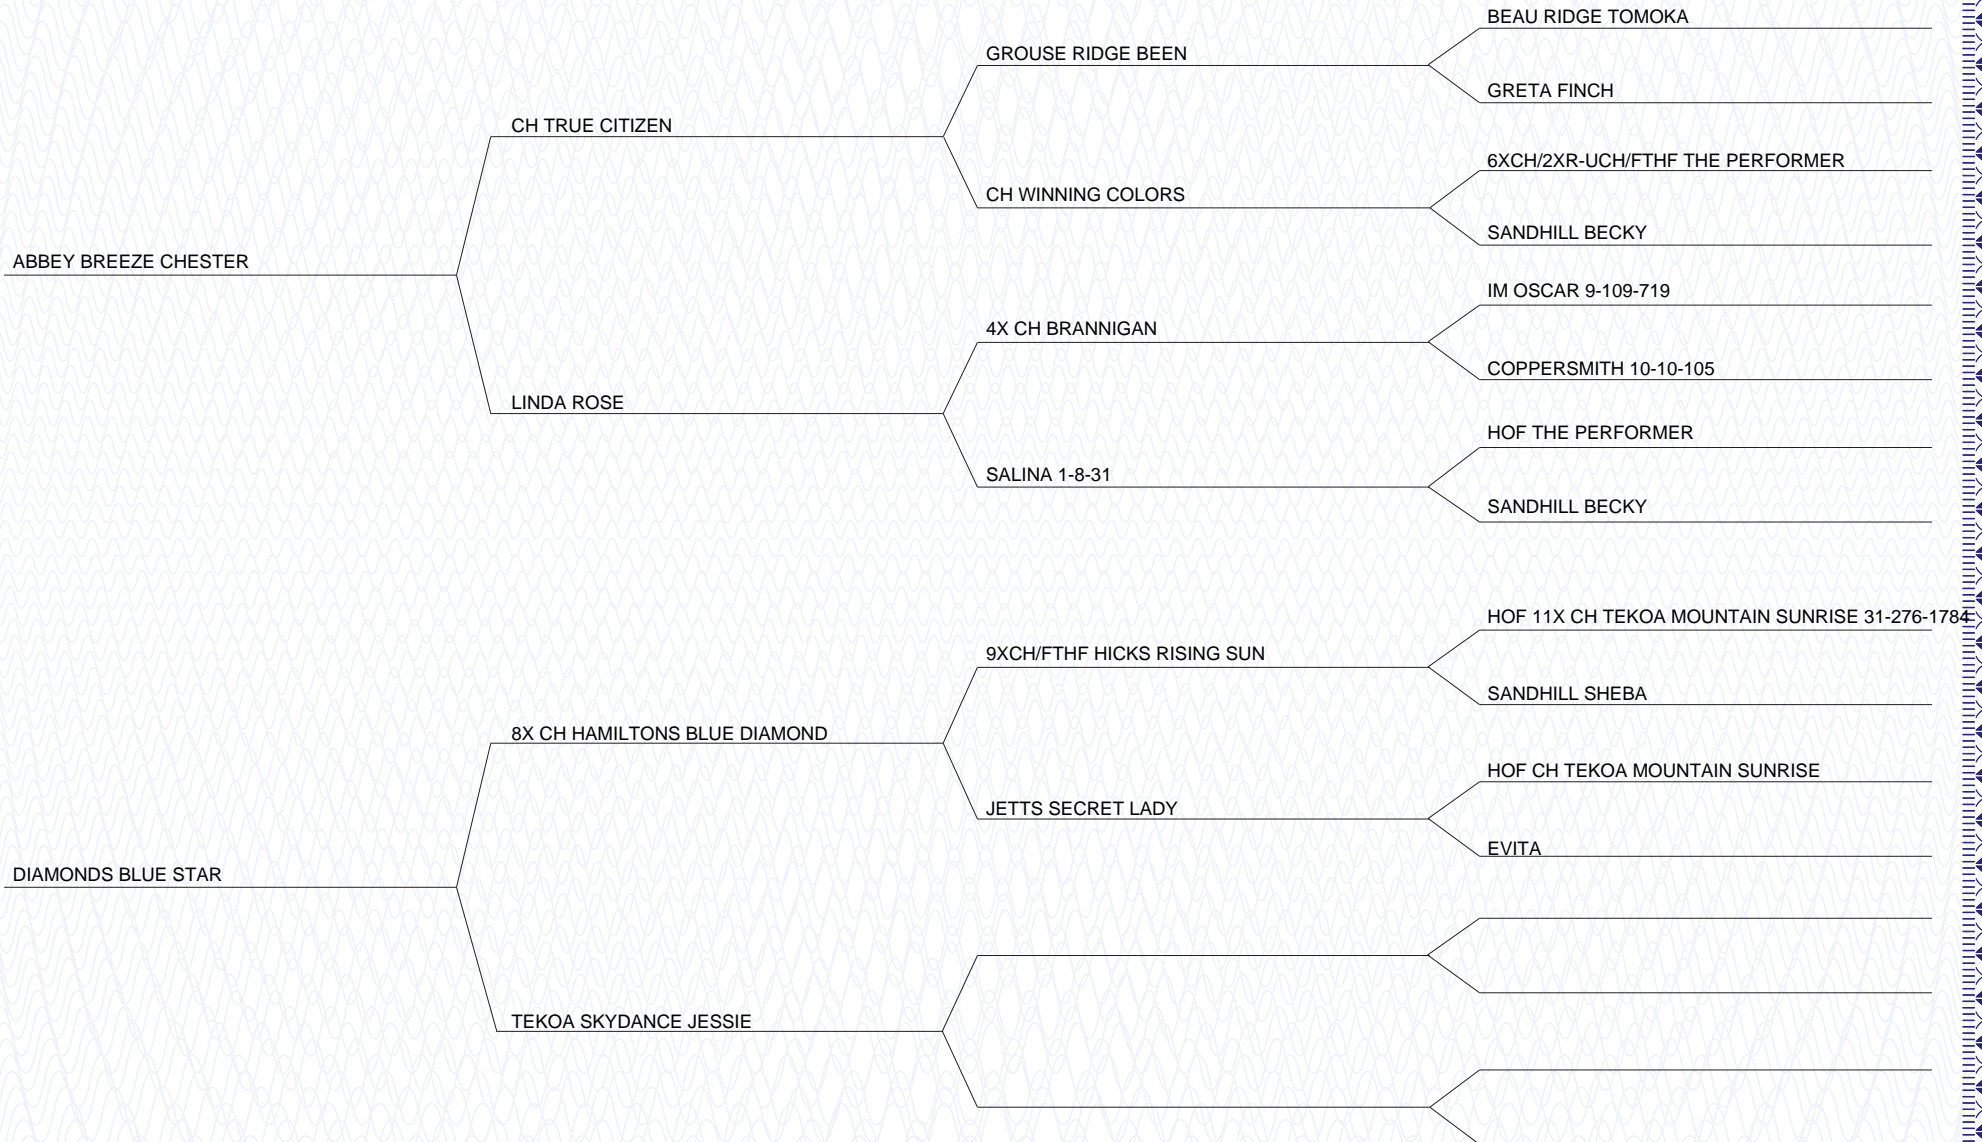 BEAU RIDGE TOMOKA
GROUSE RIDGE BEEN
GRETA FINCH
CH TRUE CITIZEN
6XCH/2XR-UCH/FTHF THE PERFORMER
CH WINNING COLORS
SANDHILL BECKY
ABBEY BREEZE CHESTER
IM OSCAR 9-109-719
4X CH BRANNIGAN
COPPERSMITH 10-10-105
LINDA ROSE
HOF THE PERFORMER
SALINA 1-8-31
SANDHILL BECKY
HOF 11X CH TEKOA MOUNTAIN SUNRISE 31-276-1784
9XCH/FTHF HICKS RISING SUN
SANDHILL SHEBA
8X CH HAMILTONS BLUE DIAMOND
HOF CH TEKOA MOUNTAIN SUNRISE
JETTS SECRET LADY
EVITA
DIAMONDS BLUE STAR
TEKOA SKYDANCE JESSIE